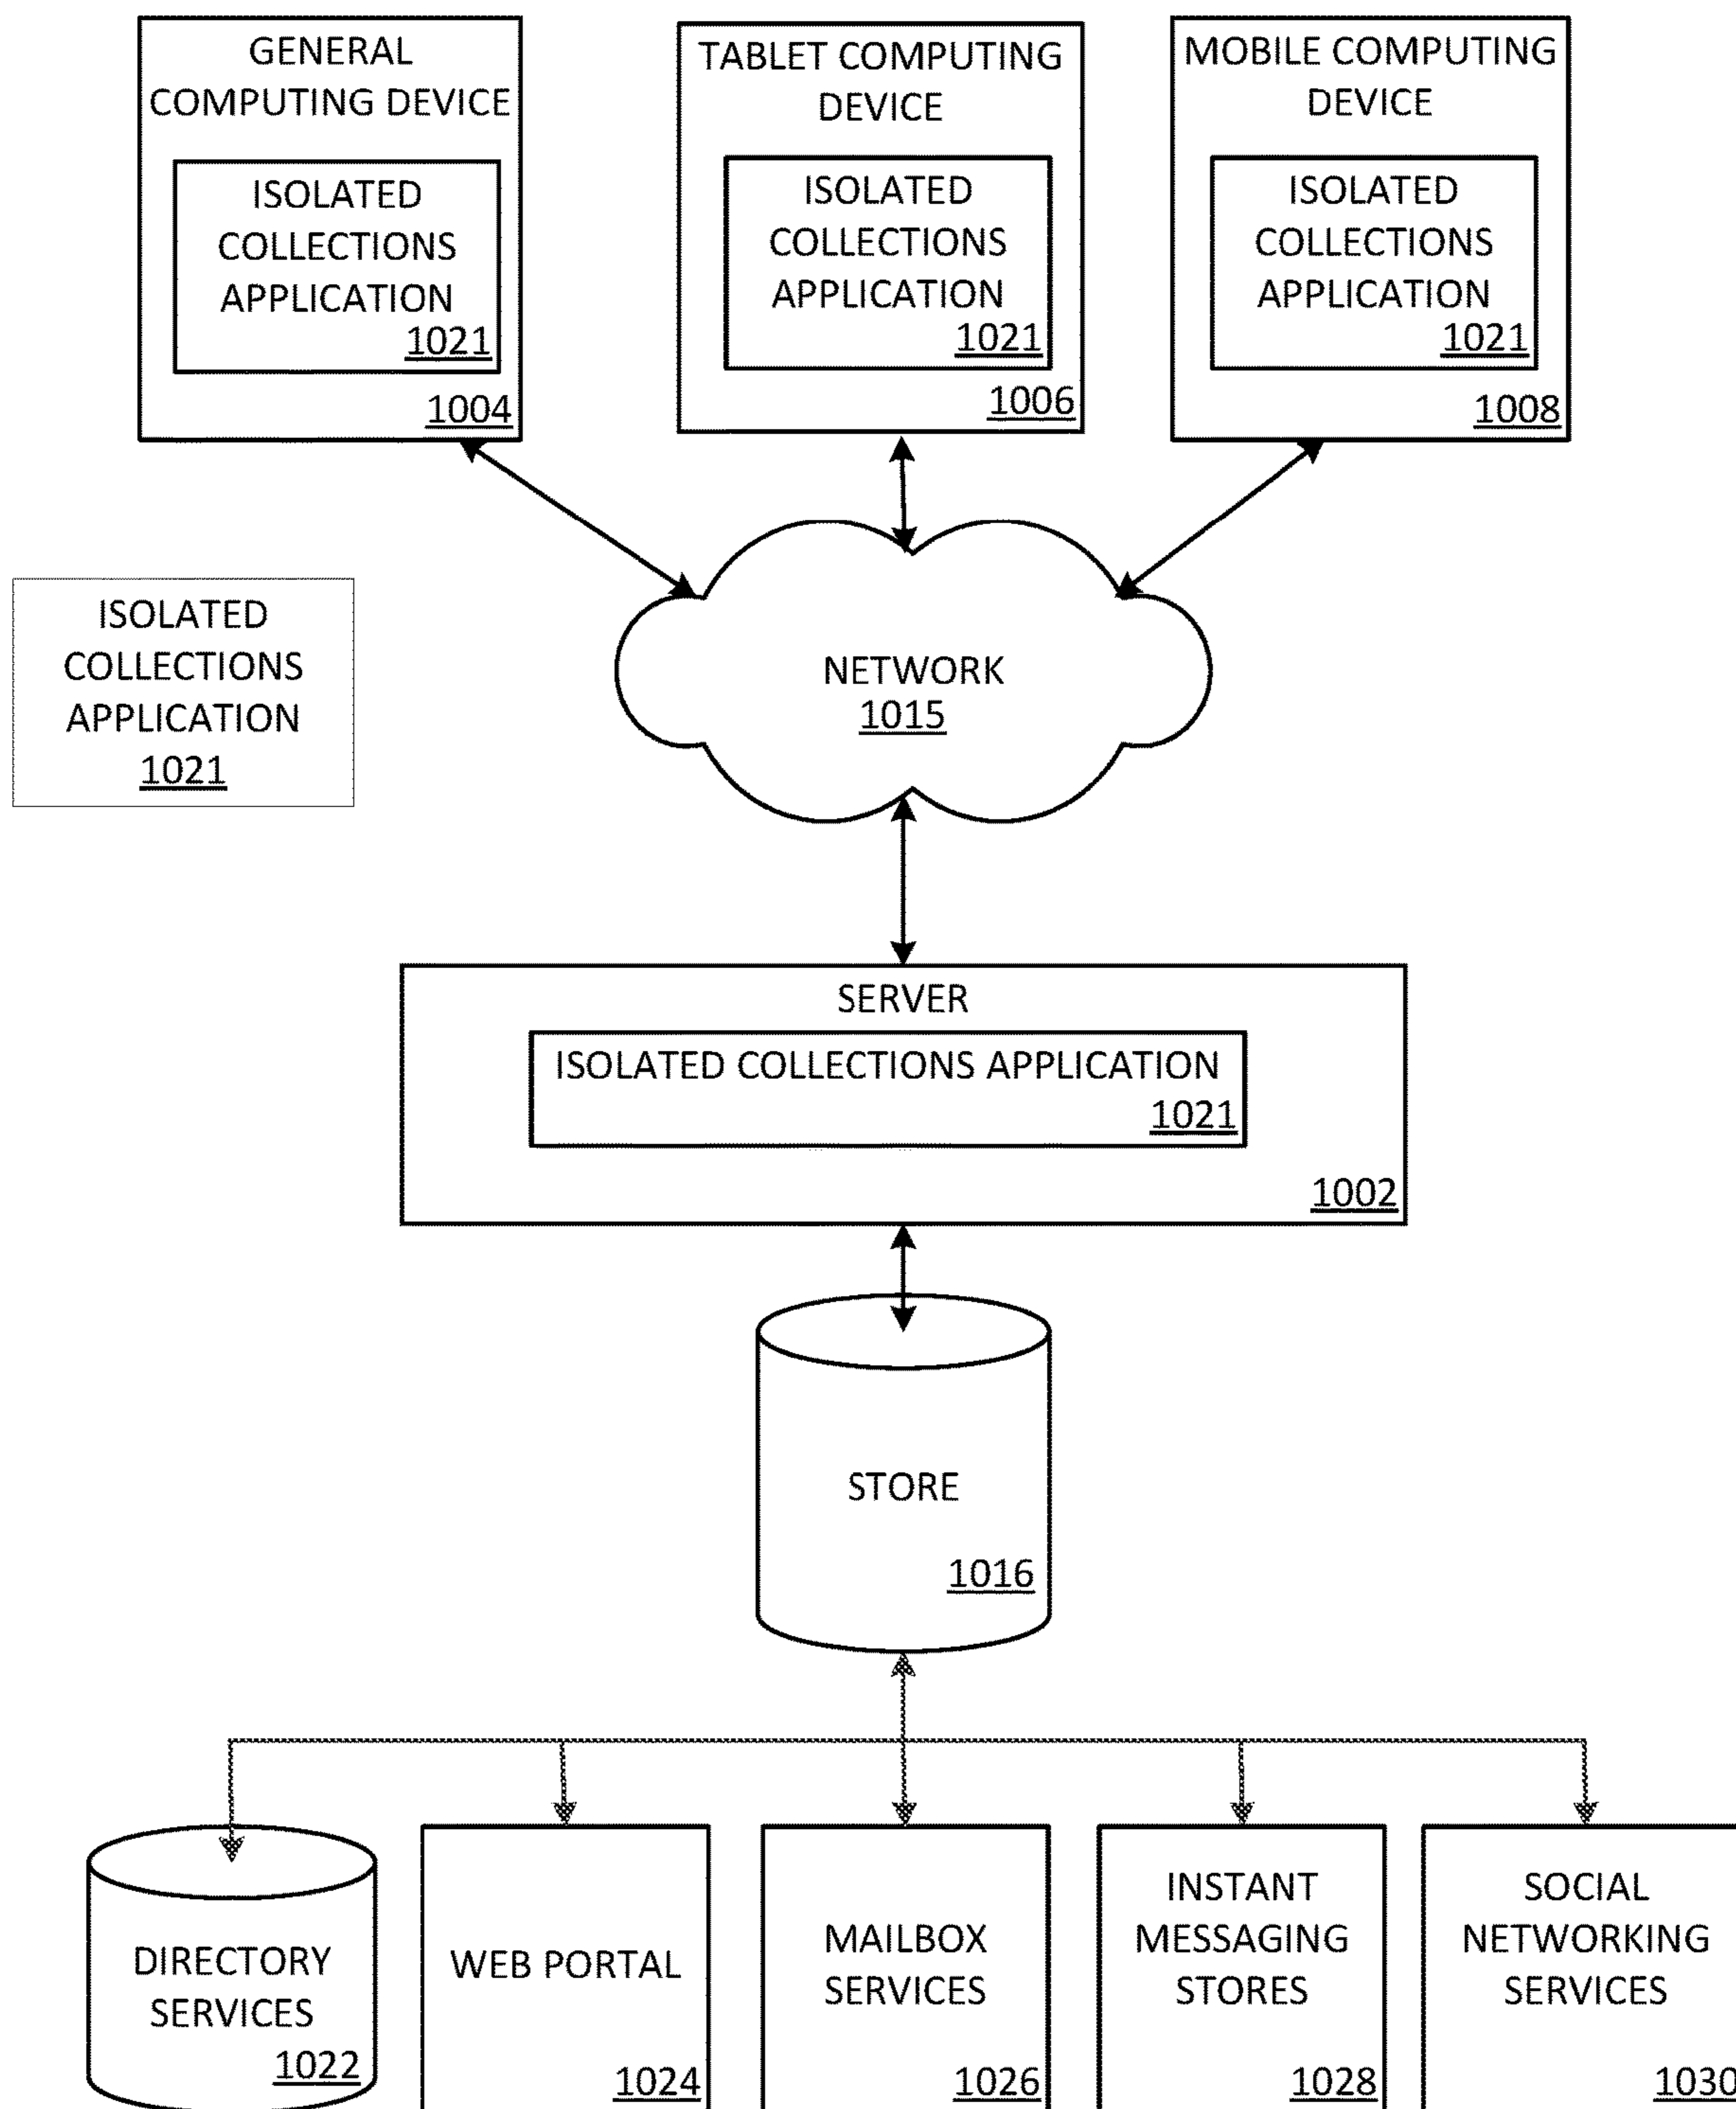 GENERAL
COMPUTING DEVICE
ISOLATED
COLLECTIONS
APPLICATION
1021
1004
TABLET COMPUTING
DEVICE
ISOLATED
COLLECTIONS
APPLICATION
1021
1006
MOBILE COMPUTING
DEVICE
ISOLATED
COLLECTIONS
APPLICATION
1021
1008
ISOLATED
COLLECTIONS
APPLICATION
1021
NETWORK
1015
SERVER
ISOLATED COLLECTIONS APPLICATION
1021
1002
STORE
1016
DIRECTORY
SERVICES
1022
WEB PORTAL
1024
MAILBOX
SERVICES
1026
INSTANT
MESSAGING
STORES
1028
SOCIAL
NETWORKING
SERVICES
1030